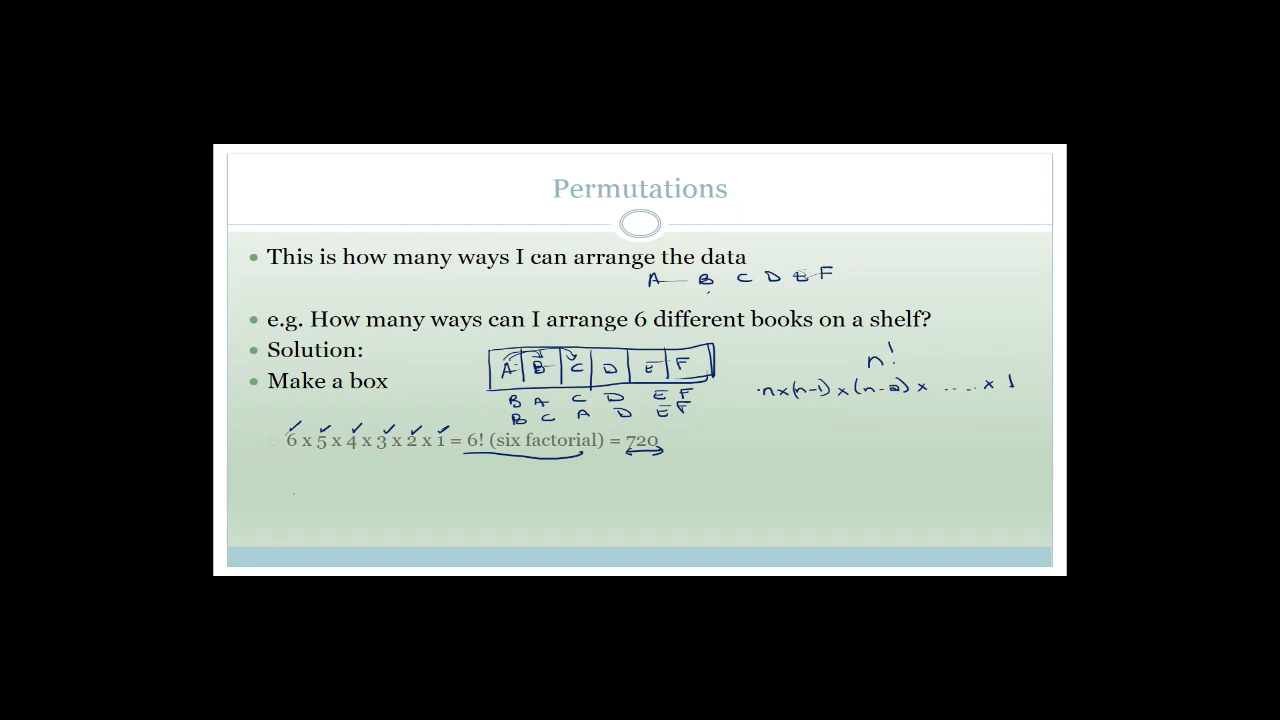 Permutations
This is how many ways I can arrange the data
A B C D E F
e.g. How many ways can I arrange 6 different books on a shelf?
Solution:
n!
Make a box
A B C D E F
n×(n-1)×(n-2)× .... × 1
B A C D E F
B C A D E F
6 x 5 x 4 x 3 x 2 x 1 = 6! (six factorial) = 720